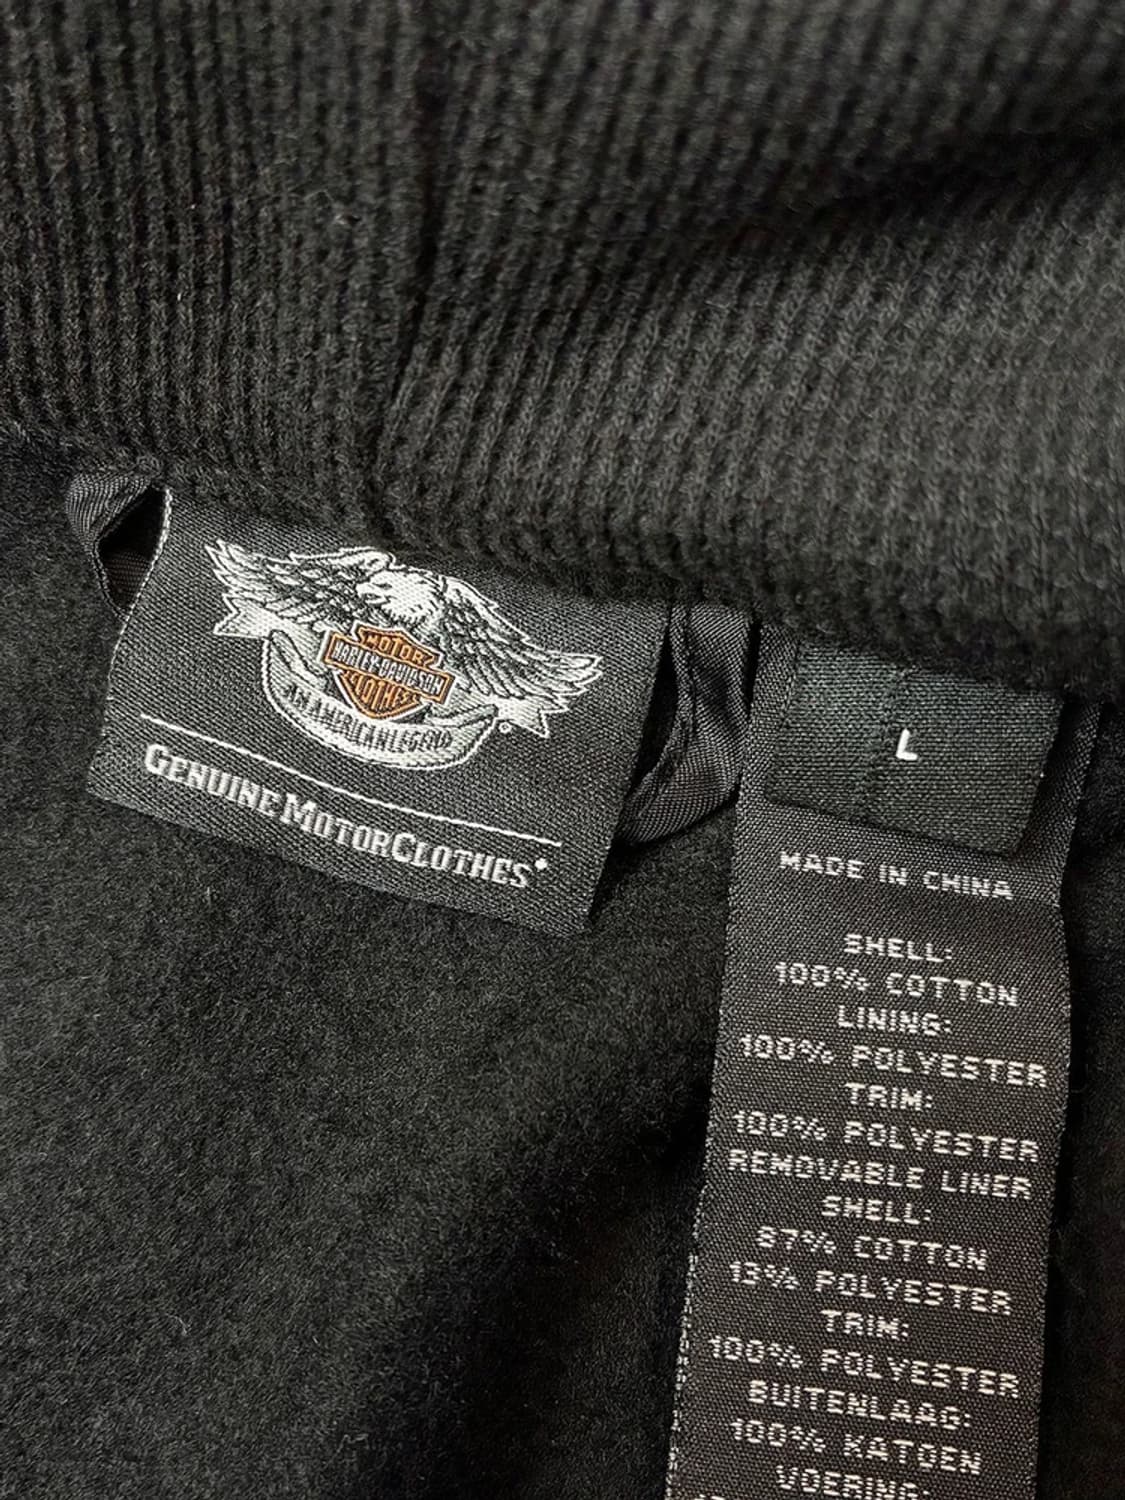 MOTOR
HARLEY-DAVIDSON
CLOTHES
AN AMERICAN LEGEND
®
GENUINE MOTORCLOTHES®
L
MADE IN CHINA
SHELL:
100% COTTON
LINING:
100% POLYESTER
TRIM:
100% POLYESTER
REMOVABLE LINER
SHELL:
87% COTTON
13% POLYESTER
TRIM:
100% POLYESTER
BUITENLAAG:
100% KATOEN
VOERING: